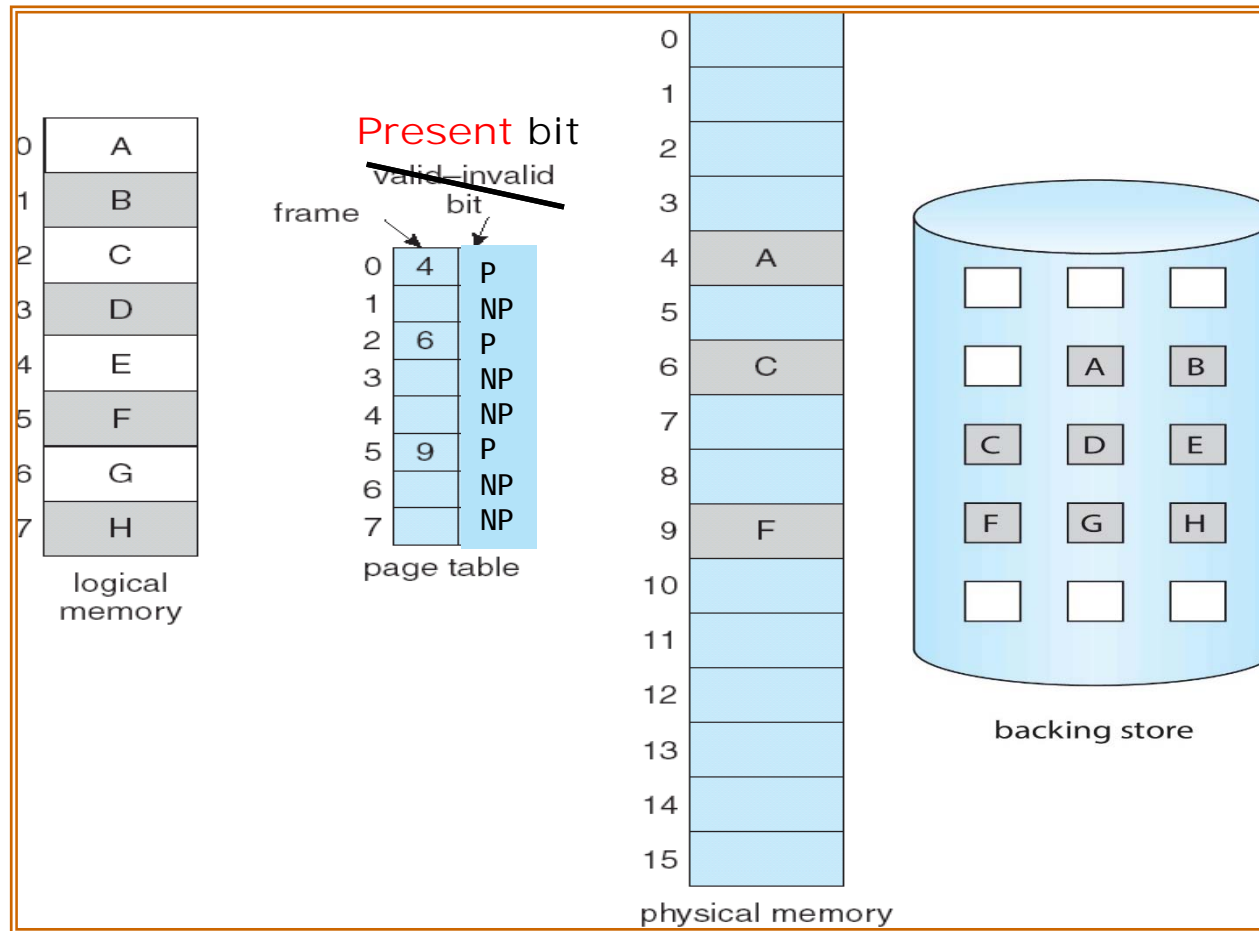 0 A
1 B
2 C
3 D
4 E
5 F
6 G
7 H
logical
memory
Present bit
valid–invalid
bit
frame
0 4 P
1 NP
2 6 P
3 NP
4 NP
5 9 P
6 NP
7 NP
page table
0
1
2
3
4 A
5
6 C
7
8
9 F
10
11
12
13
14
15
physical memory
A B
C D E
F G H
backing store